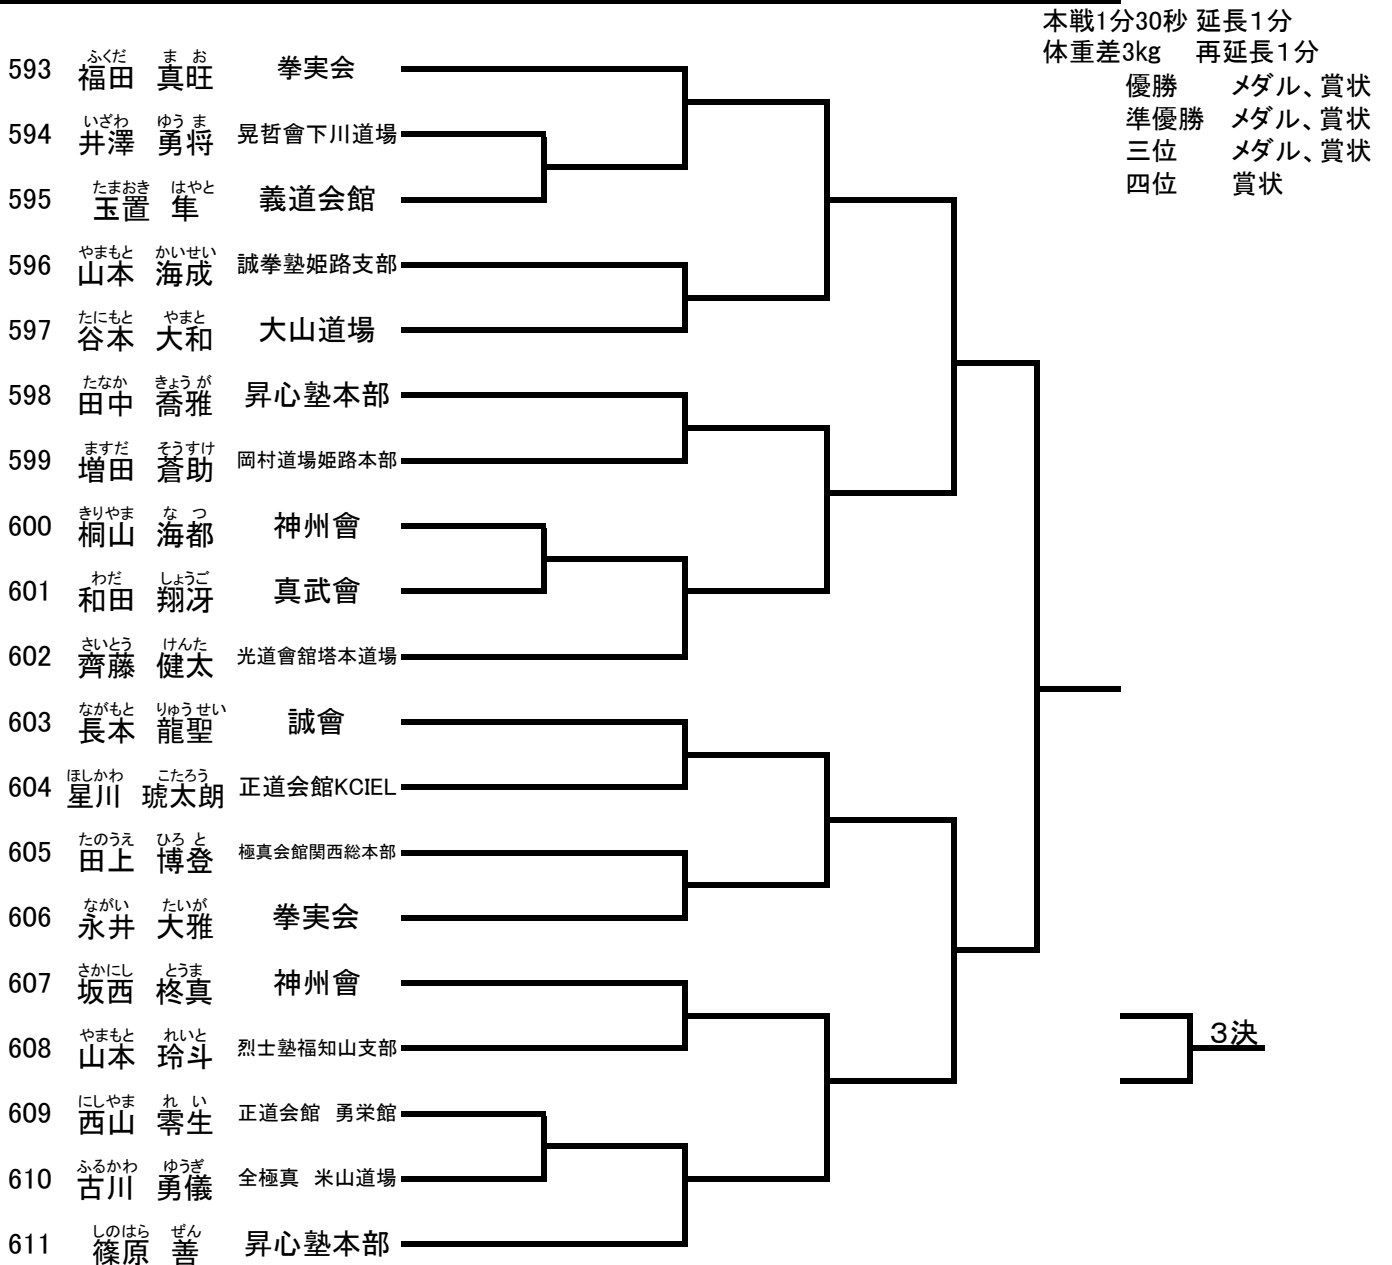 本戦1分30秒 延長1分
体重差3kg 再延長1分
優勝 メダル、賞状
準優勝 メダル、賞状
三位 メダル、賞状
四位 賞状
ふくだ ま お
593 福田 真旺 拳実会
いざわ ゆう ま
594 井澤 勇将 晃哲會下川道場
たまおき はやと
595 玉置 隼 義道会館
やまもと かいせい
596 山本 海成 誠拳塾姫路支部
たにもと やまと
597 谷本 大和 大山道場
たなか きょう が
598 田中 喬雅 昇心塾本部
ますだ そうすけ
599 増田 蒼助 岡村道場姫路本部
きりやま な つ
600 桐山 海都 神州會
わだ しょうご
601 和田 翔冴 真武會
さいとう けんた
602 齊藤 健太 光道會舘塔本道場
ながもと りゅうせい
603 長本 龍聖 誠會
ほしかわ こたろう
604 星川 琥太朗 正道会館KCIEL
たのうえ ひろ と
605 田上 博登 極真会館関西総本部
ながい たいが
606 永井 大雅 拳実会
さかにし とうま
607 坂西 柊真 神州會
やまもと れいと
608 山本 玲斗 烈士塾福知山支部
3決
にしやま れ い
609 西山 零生 正道会館 勇栄館
ふるかわ ゆうぎ
610 古川 勇儀 全極真 米山道場
しのはら ぜん
611 篠原 善 昇心塾本部